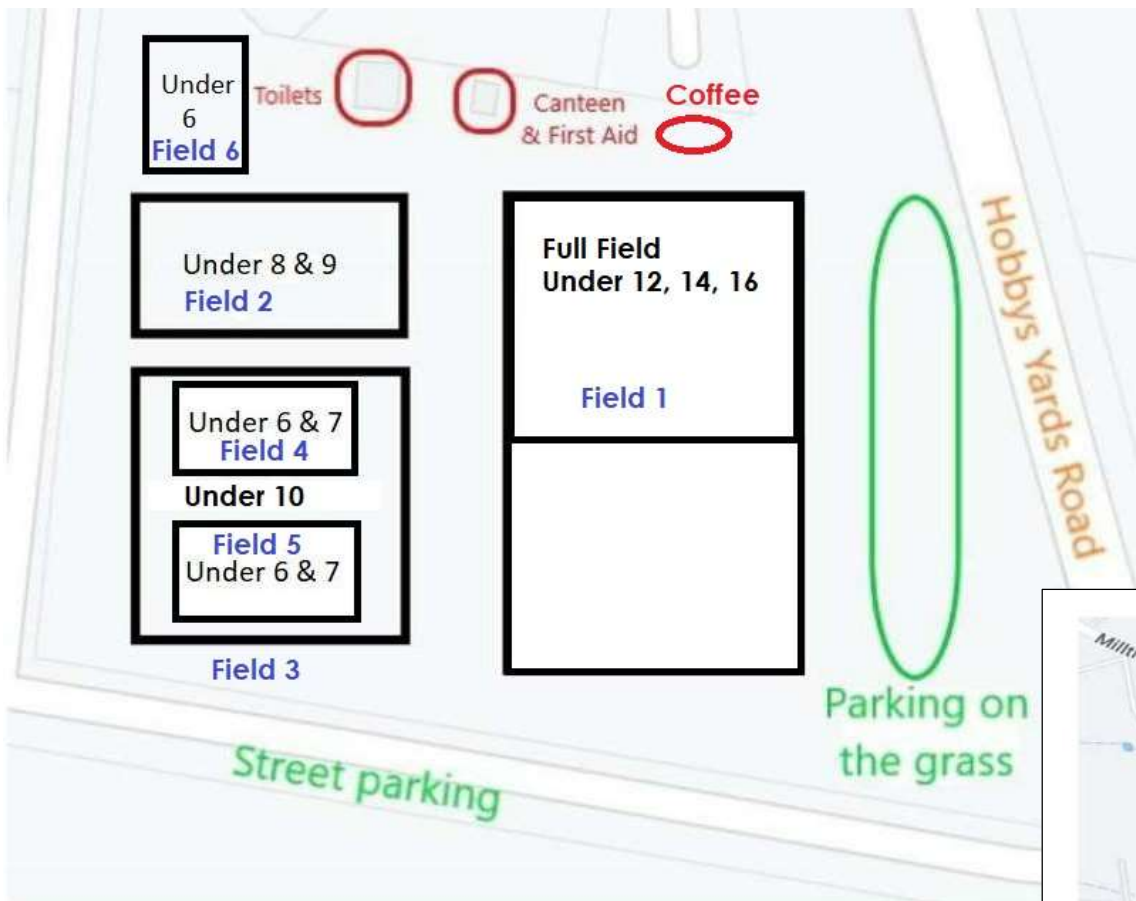 Under
6
Field 6
Toilets
Canteen
& First Aid
Coffee
Under 8 & 9
Field 2
Full Field
Under 12, 14, 16
Field 1
Under 6 & 7
Field 4
Under 10
Field 5
Under 6 & 7
Field 3
Hobbys Yards Road
Parking on
the grass
Street parking